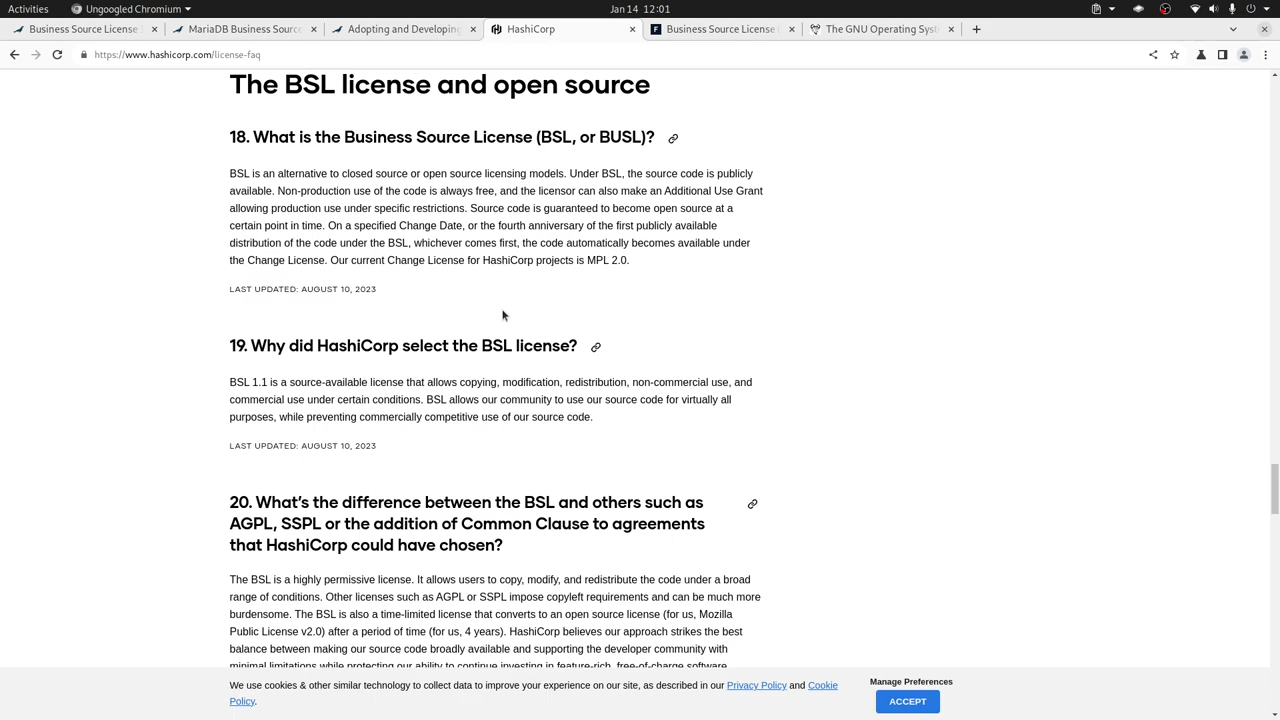 Activities
Ungoogled Chromium
Jan 14 12:01
Business Source License
MariaDB Business Sourc
Adopting and Developing
HashiCorp
Business Source License
The GNU Operating Syst
https://www.hashicorp.com/license-faq
The BSL license and open source
18. What is the Business Source License (BSL, or BUSL)?
BSL is an alternative to closed source or open source licensing models. Under BSL, the source code is publicly
available. Non-production use of the code is always free, and the licensor can also make an Additional Use Grant
allowing production use under specific restrictions. Source code is guaranteed to become open source at a
certain point in time. On a specified Change Date, or the fourth anniversary of the first publicly available
distribution of the code under the BSL, whichever comes first, the code automatically becomes available under
the Change License. Our current Change License for HashiCorp projects is MPL 2.0.
LAST UPDATED: AUGUST 10, 2023
19. Why did HashiCorp select the BSL license?
BSL 1.1 is a source-available license that allows copying, modification, redistribution, non-commercial use, and
commercial use under certain conditions. BSL allows our community to use our source code for virtually all
purposes, while preventing commercially competitive use of our source code.
LAST UPDATED: AUGUST 10, 2023
20. What's the difference between the BSL and others such as
AGPL, SSPL or the addition of Common Clause to agreements
that HashiCorp could have chosen?
The BSL is a highly permissive license. It allows users to copy, modify, and redistribute the code under a broad
range of conditions. Other licenses such as AGPL or SSPL impose copyleft requirements and can be much more
burdensome. The BSL is also a time-limited license that converts to an open source license (for us, Mozilla
Public License v2.0) after a period of time (for us, 4 years). HashiCorp believes our approach strikes the best
balance between making our source code broadly available and supporting the developer community with
minimal limitations while protecting our ability to continue investing in feature-rich, free-of-charge software
We use cookies & other similar technology to collect data to improve your experience on our site, as described in our Privacy Policy and Cookie
Policy.
Manage Preferences
ACCEPT